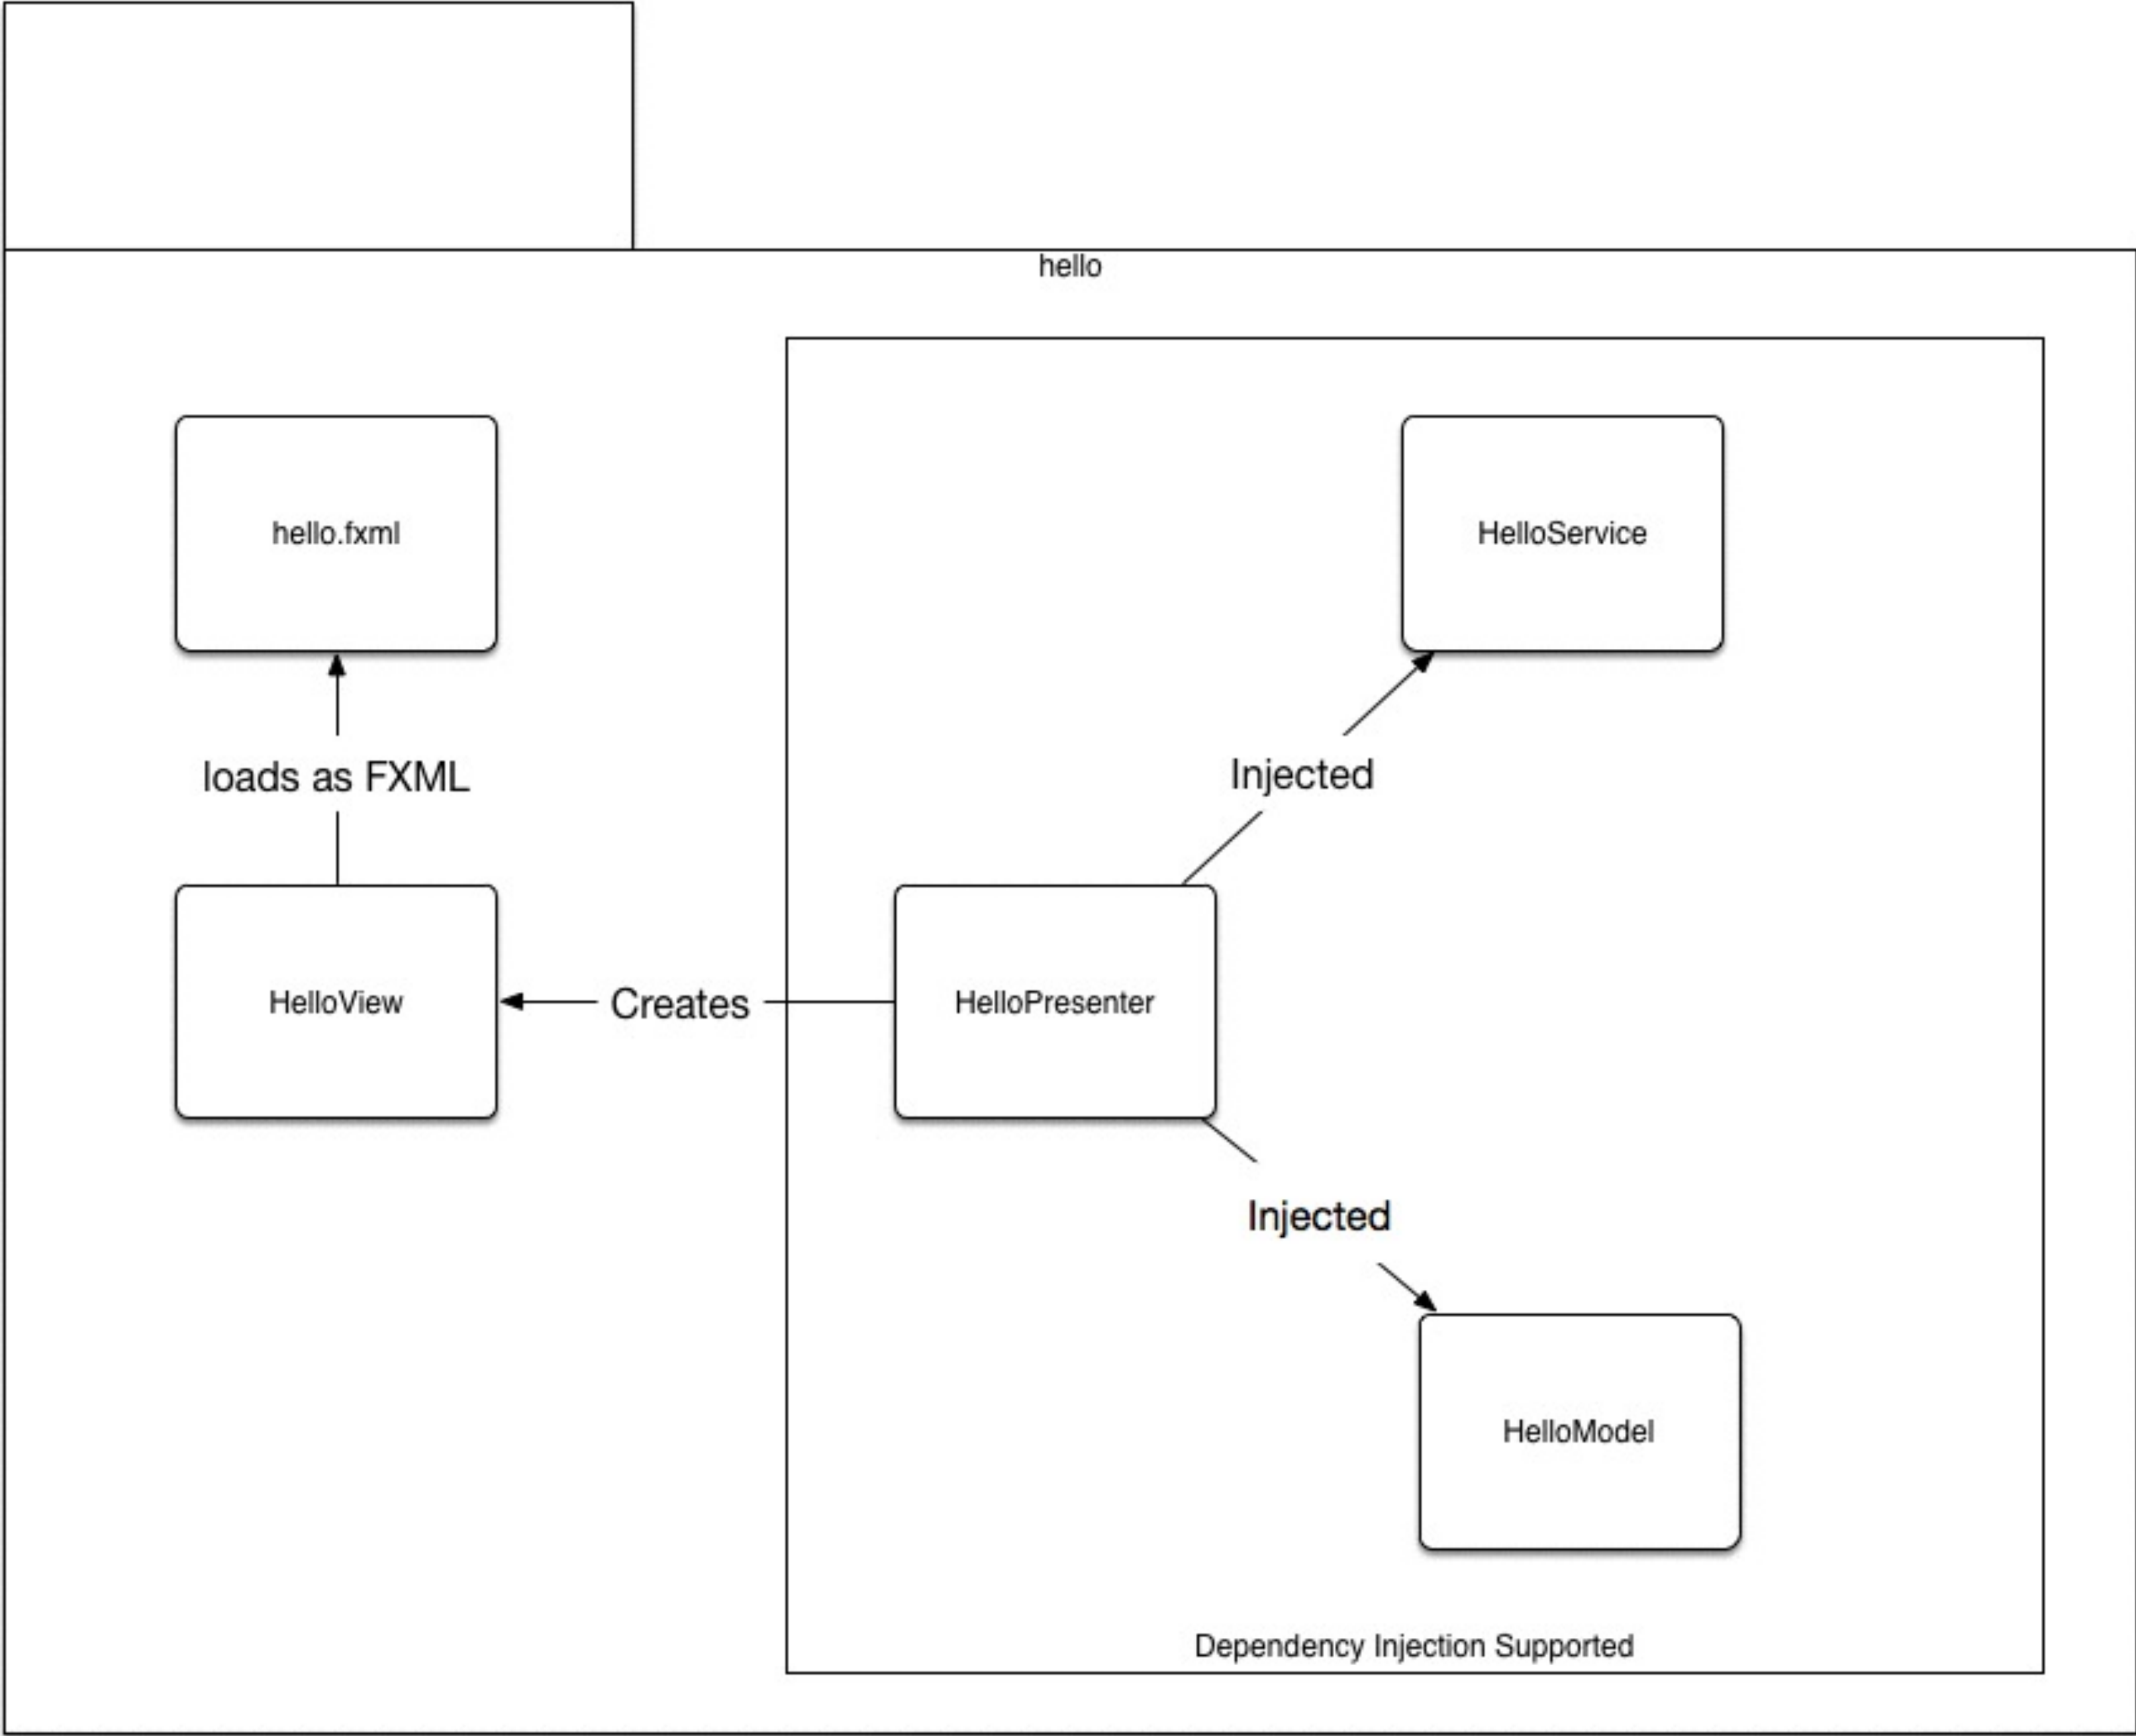 hello
hello.fxml
HelloService
loads as FXML
Injected
HelloView
Creates
HelloPresenter
Injected
HelloModel
Dependency Injection Supported